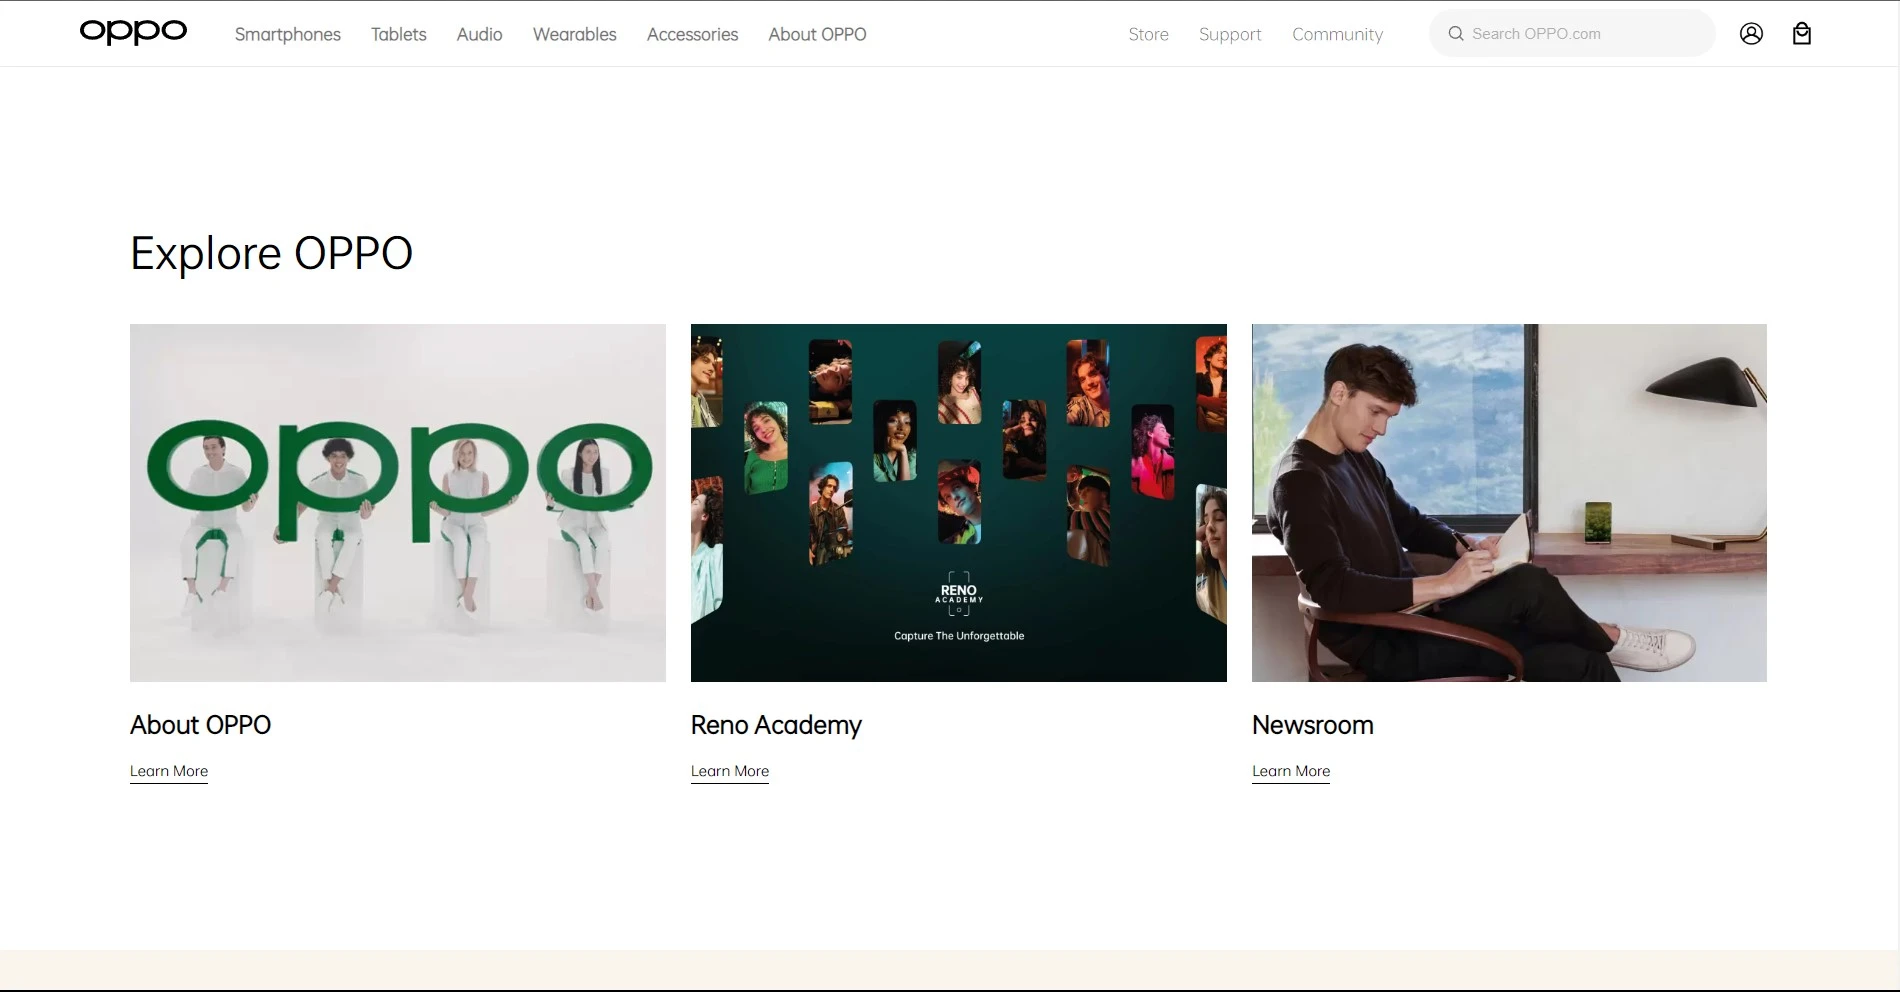 oppo
Smartphones Tablets Audio Wearables Accessories About OPPO Store Support Community Search OPPO.com
Explore OPPO
oppo
RENO
ACADEMY
Capture The Unforgettable
About OPPO
Learn More
Reno Academy
Learn More
Newsroom
Learn More